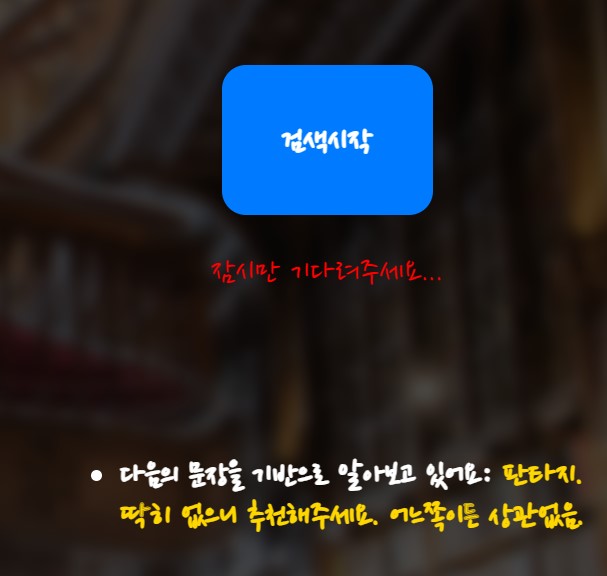 검색시작
잠시만 기다려주세요...
다음의 문장을 기반으로 알아보고 있어요: 판타지.
딱히 없으니 추천해주세요. 어느쪽이든 상관없음.